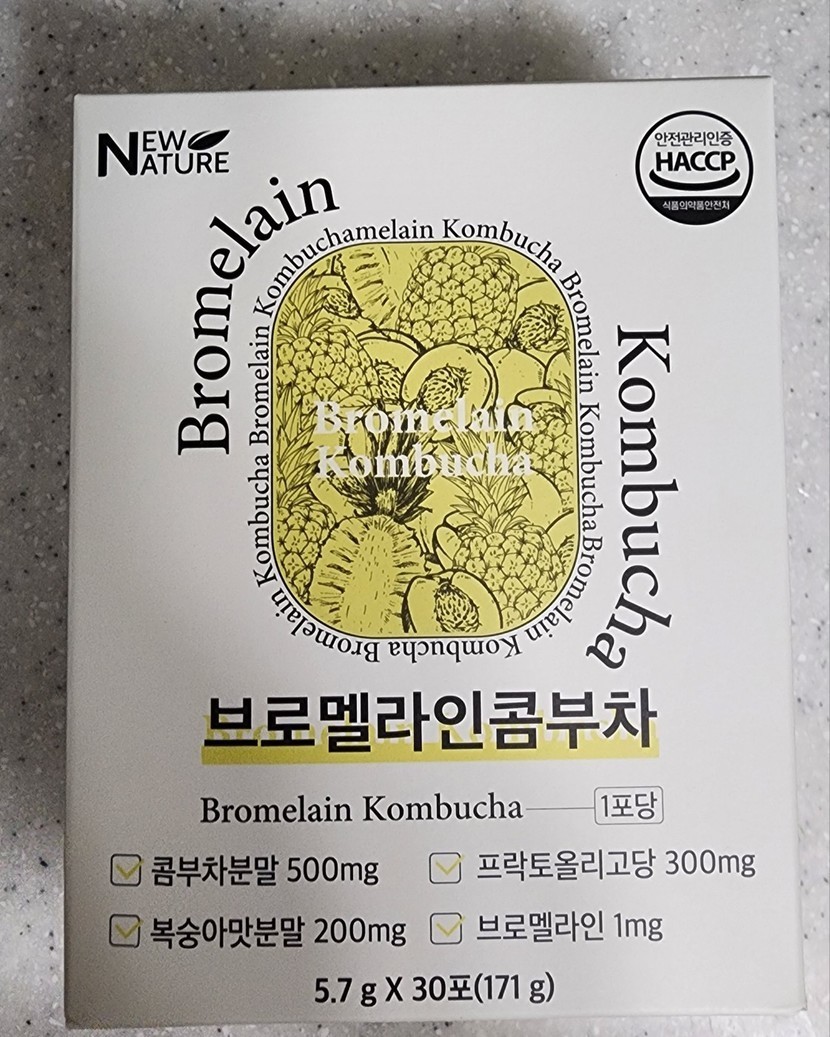 NEW
NATURE
안전관리인증
HACCP
식품의약품안전처
Bromelain
Kombucha
Kombucha Bromelain Kombuchamelain Kombucha Bromelain Kombucha Bromelain Kombucha Bromelain
Bromelain
Kombucha
브로멜라인콤부차
Bromelain Kombucha 1포당
콤부차분말 500mg
프락토올리고당 300mg
복숭아맛분말 200mg
브로멜라인 1mg
5.7 g X 30포(171 g)